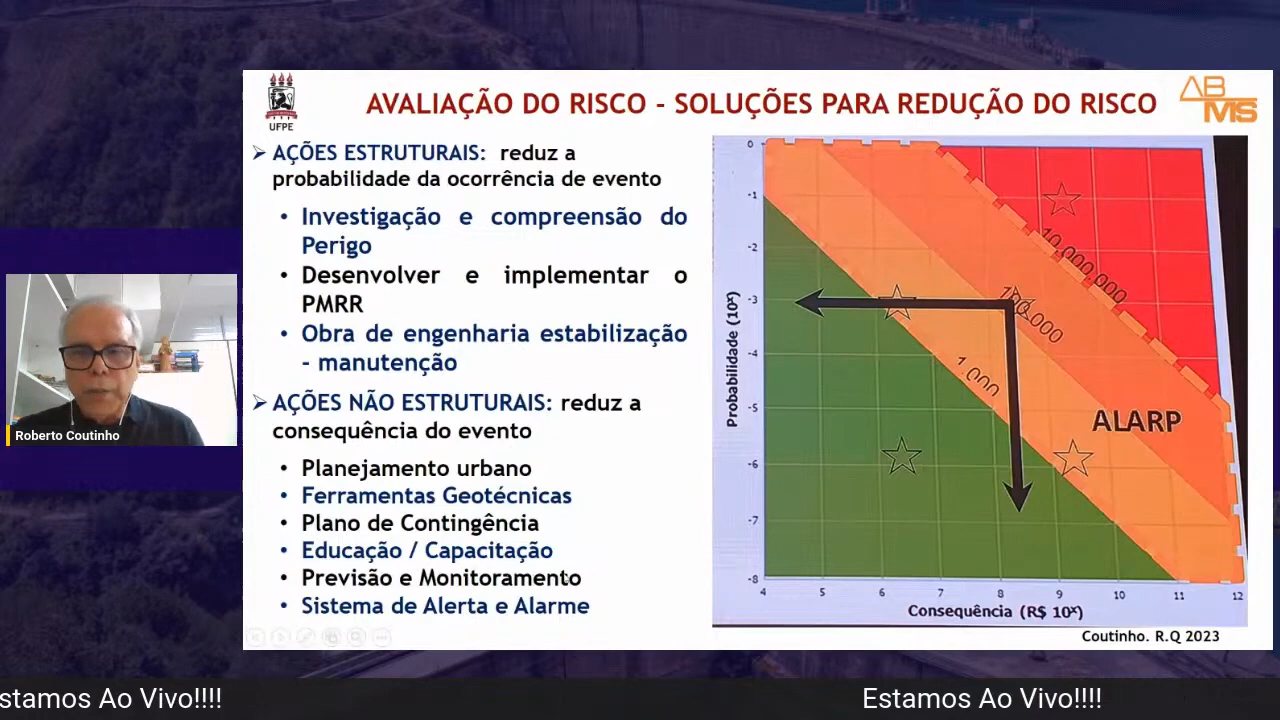 UFPE
AVALIAÇÃO DO RISCO - SOLUÇÕES PARA REDUÇÃO DO RISCO
ABMS
➢ AÇÕES ESTRUTURAIS: reduz a
probabilidade da ocorrência de evento
• Investigação e compreensão do
Perigo
• Desenvolver e implementar o
PMRR
• Obra de engenharia estabilização
- manutenção
➢ AÇÕES NÃO ESTRUTURAIS: reduz a
consequência do evento
• Planejamento urbano
• Ferramentas Geotécnicas
• Plano de Contingência
• Educação / Capacitação
• Previsão e Monitoramento
• Sistema de Alerta e Alarme
Probabilidade (10ˣ)
0
-1
-2
-3
-4
-5
-6
-7
-8
10.000.000
100.000
1.000
ALARP
4 5 6 7 8 9 10 11 12
Consequência (R$ 10ˣ)
Coutinho. R.Q 2023
Roberto Coutinho
stamos Ao Vivo!!!!
Estamos Ao Vivo!!!!